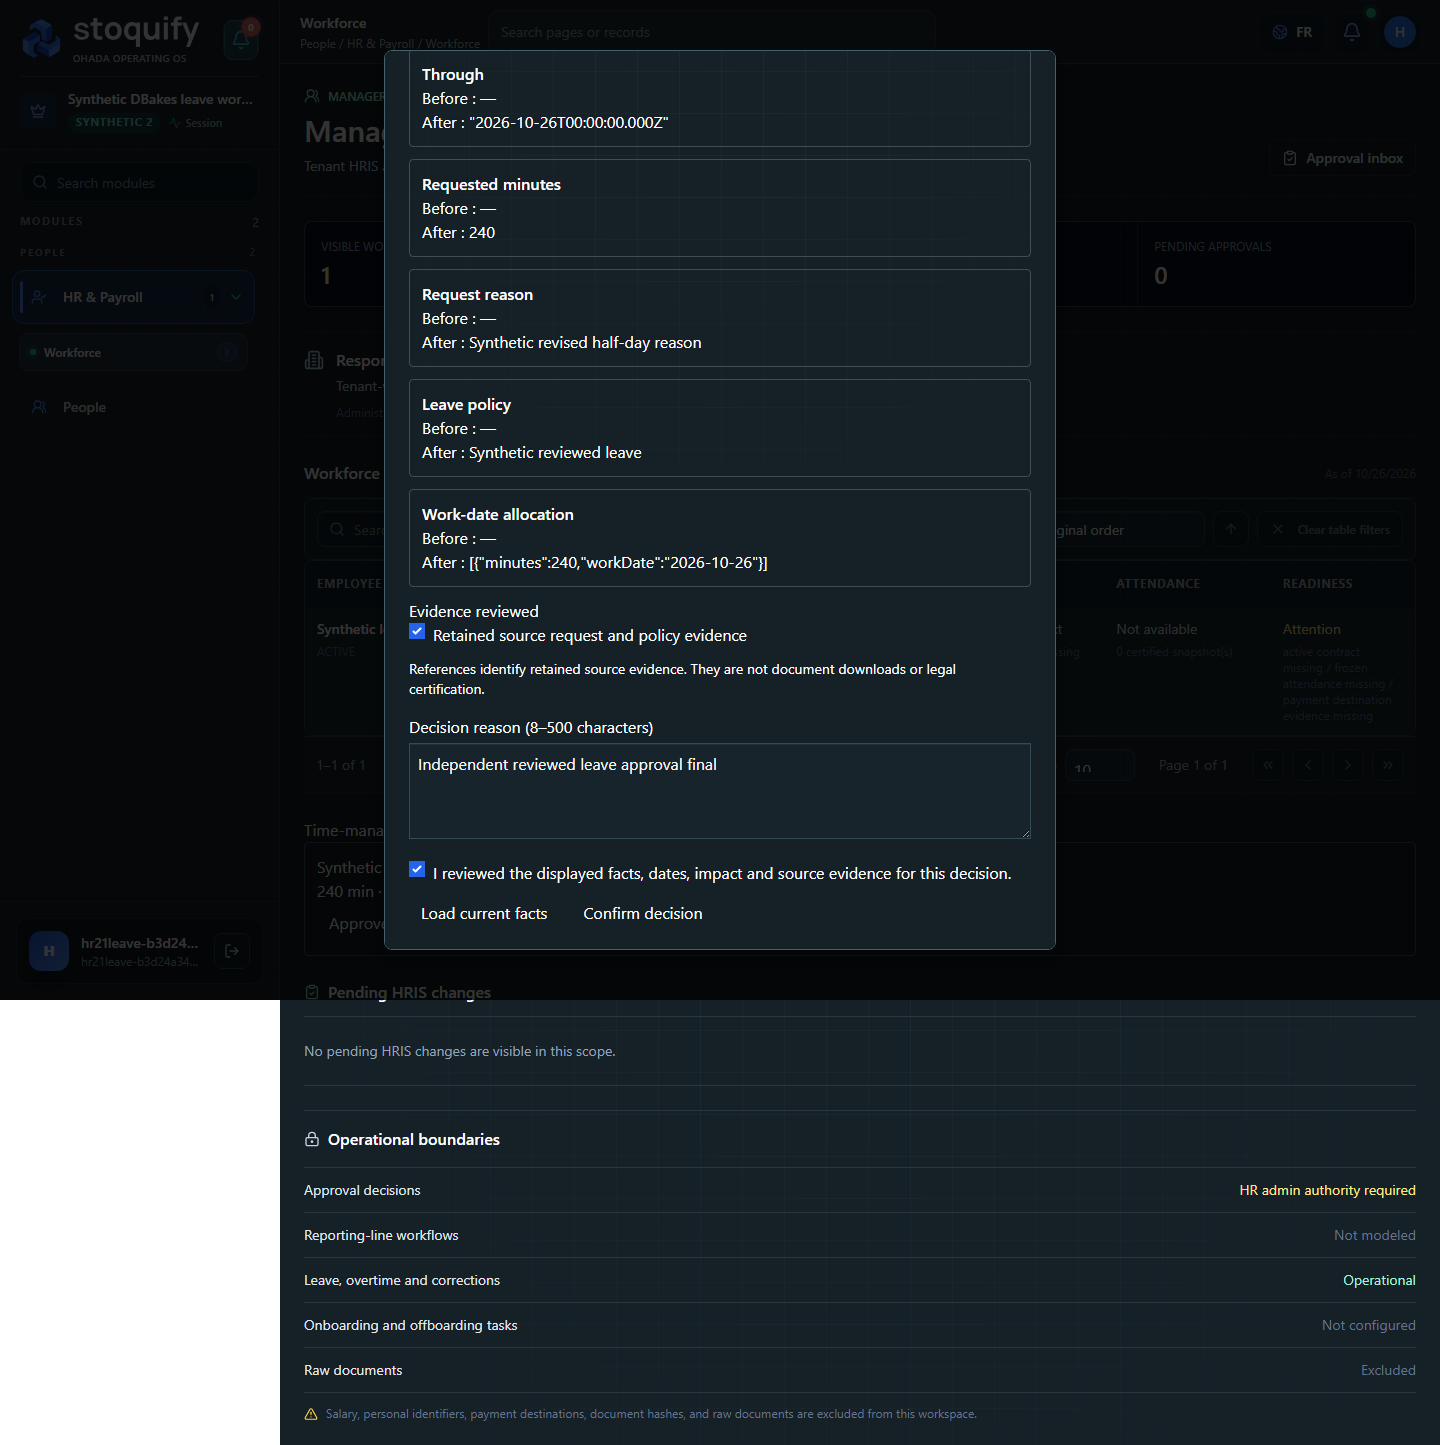 stoquify
OHADA OPERATING OS
0
Synthetic DBakes leave wor...
SYNTHETIC 2
Session
Search modules
MODULES
2
PEOPLE
2
HR & Payroll
1
Workforce
People
H
hr21leave-b3d24...
hr21leave-b3d24a34...
Workforce
People / HR & Payroll / Workforce
Search pages or records
FR
H
MANAGER
Mana
Tenant HRIS
Approval inbox
VISIBLE WO
1
PENDING APPROVALS
0
Respon
Tenant-
Administ
Workforce
As of 10/26/2026
Sear
ginal order
Clear table filters
EMPLOYEE
ATTENDANCE
READINESS
Synthetic l
ACTIVE
ct
sing
Not available
0 certified snapshot(s)
Attention
active contract
missing / frozen
attendance missing /
payment destination
evidence missing
1–1 of 1
10
Page 1 of 1
Time-mana
Synthetic
240 min ·
Approve
Through
Before : —
After : "2026-10-26T00:00:00.000Z"
Requested minutes
Before : —
After : 240
Request reason
Before : —
After : Synthetic revised half-day reason
Leave policy
Before : —
After : Synthetic reviewed leave
Work-date allocation
Before : —
After : [{"minutes":240,"workDate":"2026-10-26"}]
Evidence reviewed
Retained source request and policy evidence
References identify retained source evidence. They are not document downloads or legal
certification.
Decision reason (8–500 characters)
Independent reviewed leave approval final
I reviewed the displayed facts, dates, impact and source evidence for this decision.
Load current facts
Confirm decision
Pending HRIS changes
No pending HRIS changes are visible in this scope.
Operational boundaries
Approval decisions
HR admin authority required
Reporting-line workflows
Not modeled
Leave, overtime and corrections
Operational
Onboarding and offboarding tasks
Not configured
Raw documents
Excluded
Salary, personal identifiers, payment destinations, document hashes, and raw documents are excluded from this workspace.